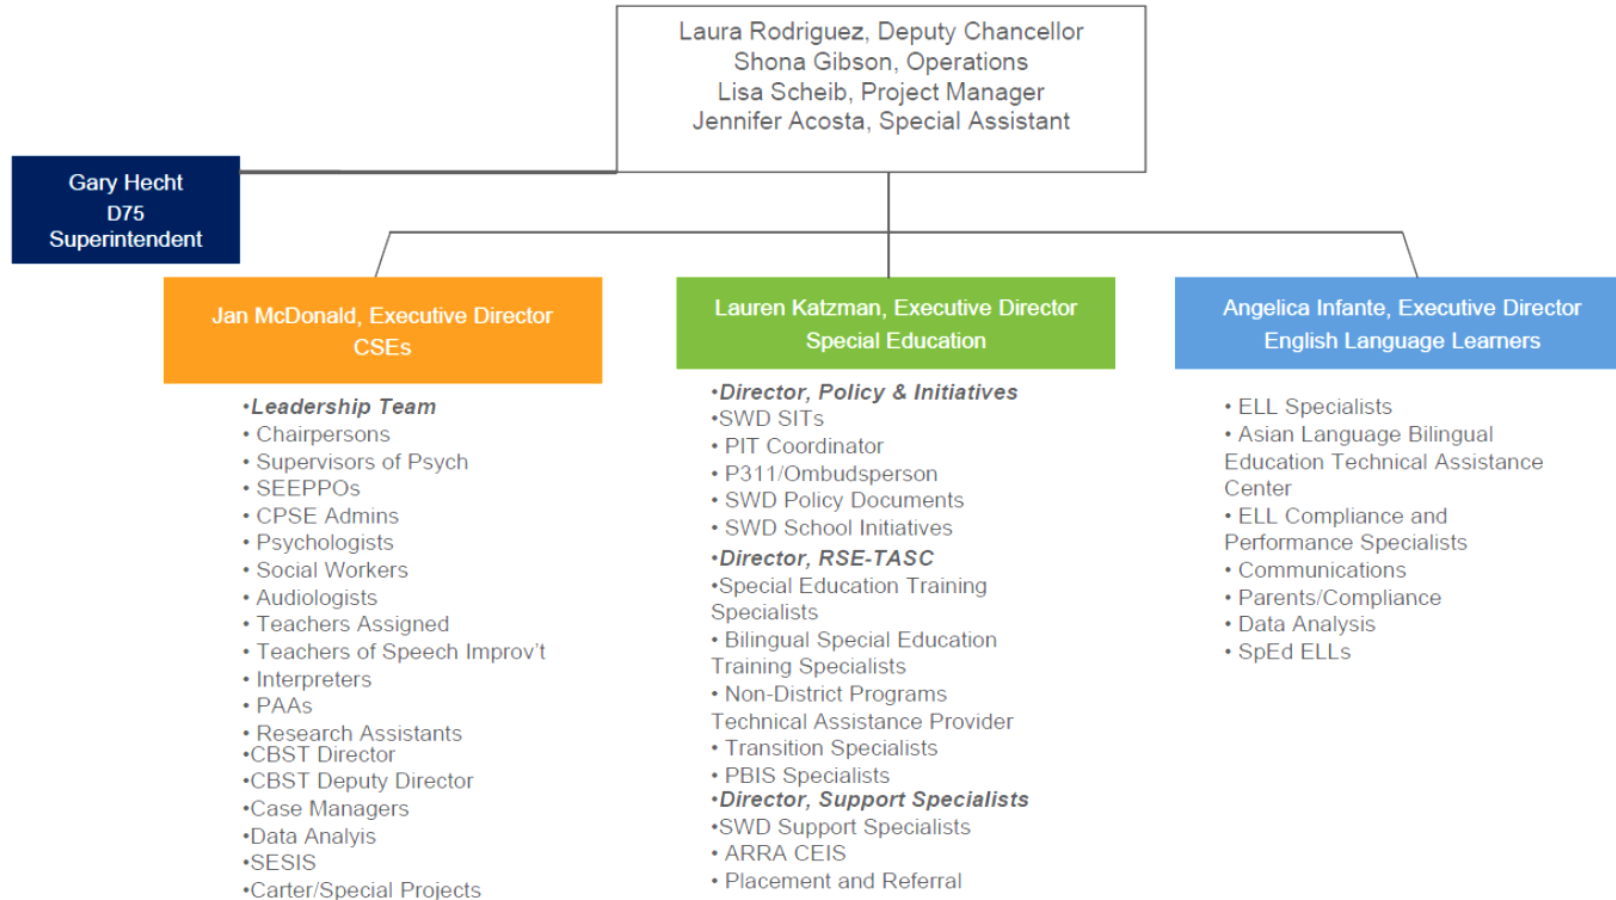 Laura Rodriguez, Deputy Chancellor
Shona Gibson, Operations
Lisa Scheib, Project Manager
Jennifer Acosta, Special Assistant
Gary Hecht
D75
Superintendent
Jan McDonald, Executive Director
CSEs
•Leadership Team
• Chairpersons
• Supervisors of Psych
• SEEPPOs
• CPSE Admins
• Psychologists
• Social Workers
• Audiologists
• Teachers Assigned
• Teachers of Speech Improv't
• Interpreters
• PAAs
• Research Assistants
•CBST Director
•CBST Deputy Director
•Case Managers
•Data Analyis
•SESIS
•Carter/Special Projects
Lauren Katzman, Executive Director
Special Education
•Director, Policy & Initiatives
•SWD SITs
• PIT Coordinator
• P311/Ombudsperson
• SWD Policy Documents
• SWD School Initiatives
•Director, RSE-TASC
•Special Education Training
Specialists
• Bilingual Special Education
Training Specialists
• Non-District Programs
Technical Assistance Provider
• Transition Specialists
• PBIS Specialists
•Director, Support Specialists
•SWD Support Specialists
• ARRA CEIS
• Placement and Referral
Angelica Infante, Executive Director
English Language Learners
• ELL Specialists
• Asian Language Bilingual
Education Technical Assistance
Center
• ELL Compliance and
Performance Specialists
• Communications
• Parents/Compliance
• Data Analysis
• SpEd ELLs